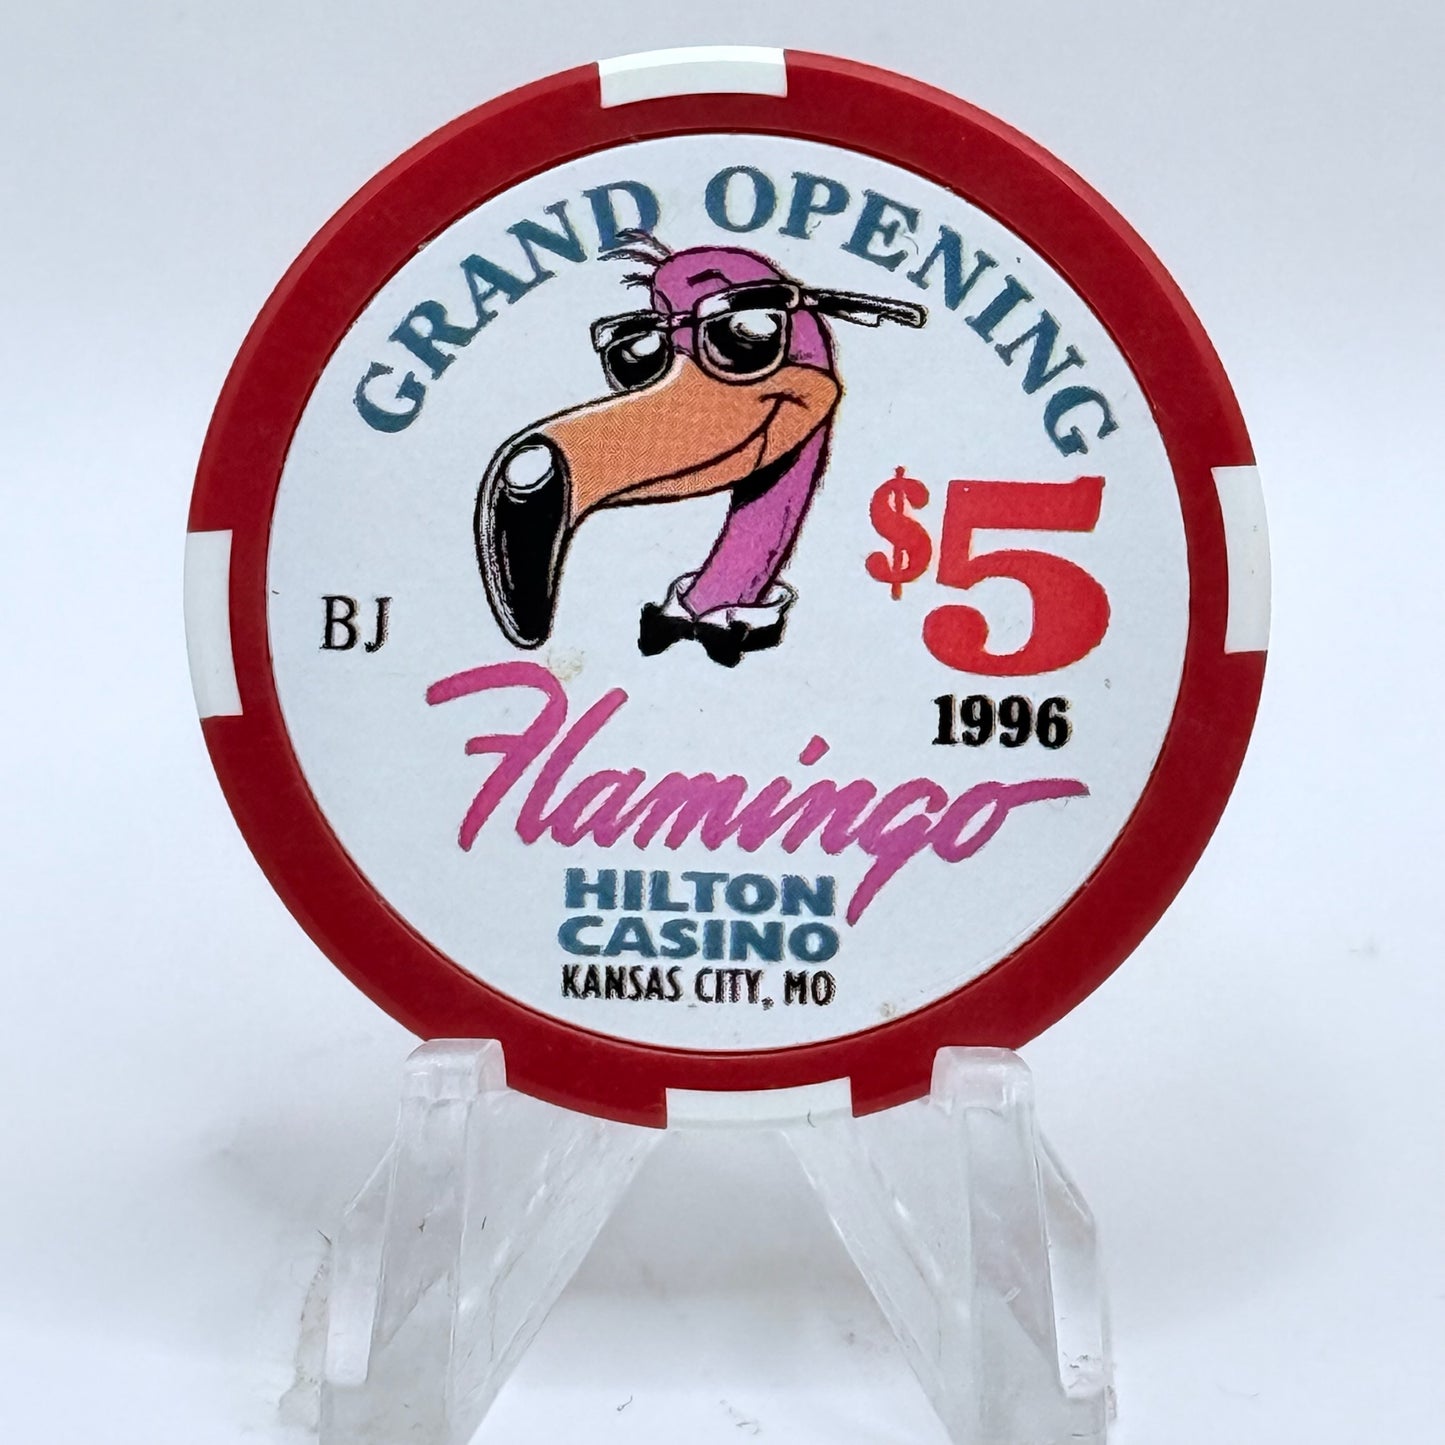 GRAND OPENING
$5
BJ
1996
Flamingo
HILTON
CASINO
KANSAS CITY, MO